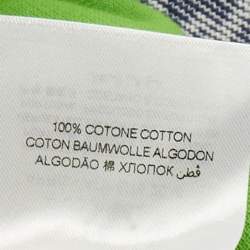 100% COTONE COTTON
COTON BAUMWOLLE ALGODON
ALGODÃO 棉 ХЛОПОК قطن